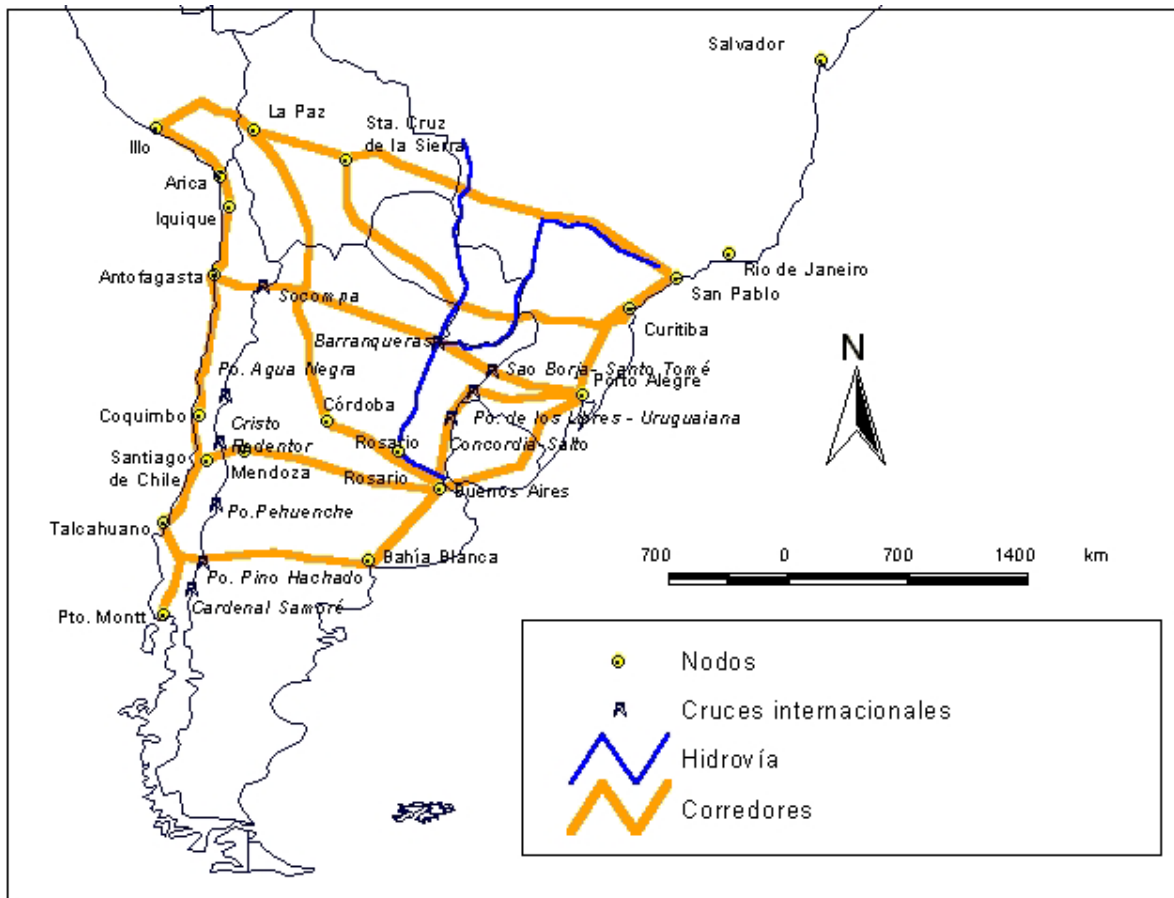 Salvador
La Paz
Sta. Cruz
de la Sierra
Illo
Arica
Iquique
Antofagasta
Socompa
Rio de Janeiro
San Pablo
Curitiba
Barranqueras
Sao Borja- Santo Tomé
Po. Agua Negra
Porto Alegre
N
Coquimbo
Córdoba
Po. de los Libres - Uruguaiana
Cristo
Redentor
Rosario
Concordia-Salto
Santiago
de Chile
Mendoza
Rosario
Buenos Aires
Po.Pehuenche
Talcahuano
Bahía Blanca
700 0 700 1400 km
Po. Pino Hachado
Cardenal Samoré
Pto. Montt
Nodos
Cruces internacionales
Hidrovía
Corredores